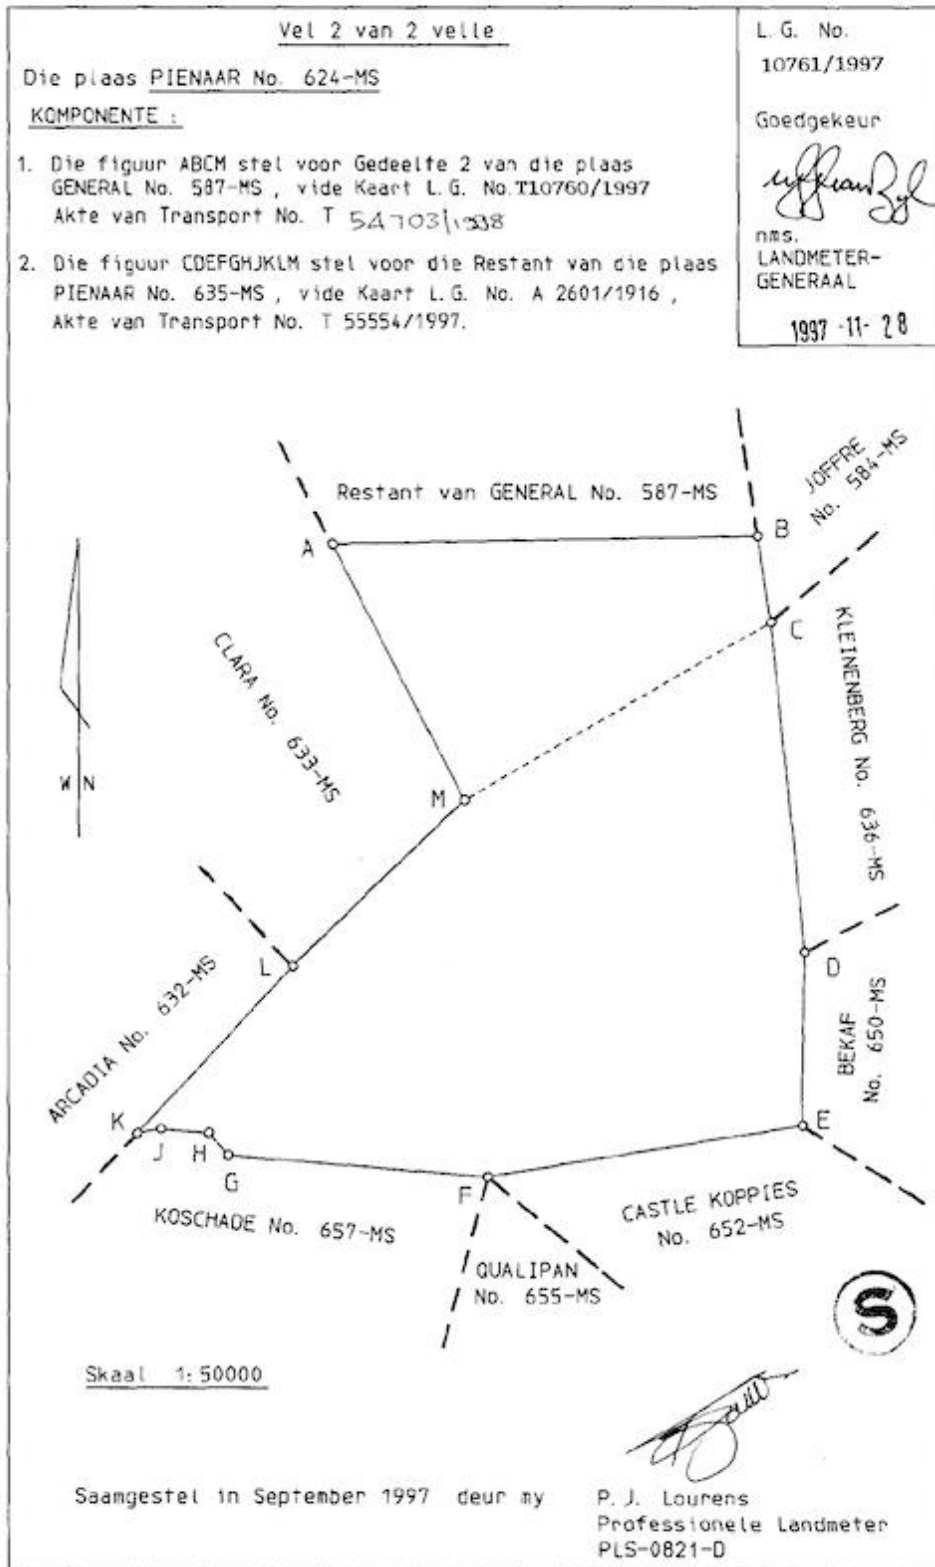 Vel 2 van 2 velle
L. G. No.
10761/1997
Goedgekeur
nms.
LANDMETER-
GENERAAL
1997 -11- 28
Die plaas PIENAAR No. 624-MS
KOMPONENTE :
1. Die figuur ABCM stel voor Gedeelte 2 van die plaas
GENERAL No. 587-MS , vide Kaart L. G. No.T10760/1997
Akte van Transport No. T
2. Die figuur CDEFGHJKLM stel voor die Restant van die plaas
PIENAAR No. 635-MS , vide Kaart L. G. No. A 2601/1916 ,
Akte van Transport No. T 55554/1997.
JOFFRE
No. 584-MS
Restant van GENERAL No. 587-MS
A
B
C
CLARA No. 633-MS
KLEINENBERG No. 636-MS
W N
M
L
D
ARCADIA No. 632-MS
BEKAF
No. 650-MS
K
J
H
G
F
E
KOSCHADE No. 657-MS
CASTLE KOPPIES
No. 652-MS
QUALIPAN
No. 655-MS
S
Skaal 1: 50000
Saamgestel in September 1997 deur my
P. J. Lourens
Professionele Landmeter
PLS-0821-D